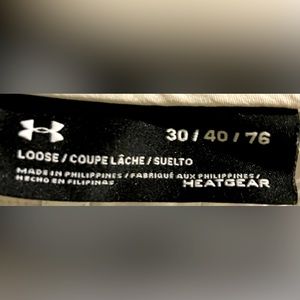 30 / 40 / 76
LOOSE / COUPE LÂCHE / SUELTO
MADE IN PHILIPPINES / FABRIQUÉ AUX PHILIPPINES /
HECHO EN FILIPINAS
HEATGEAR